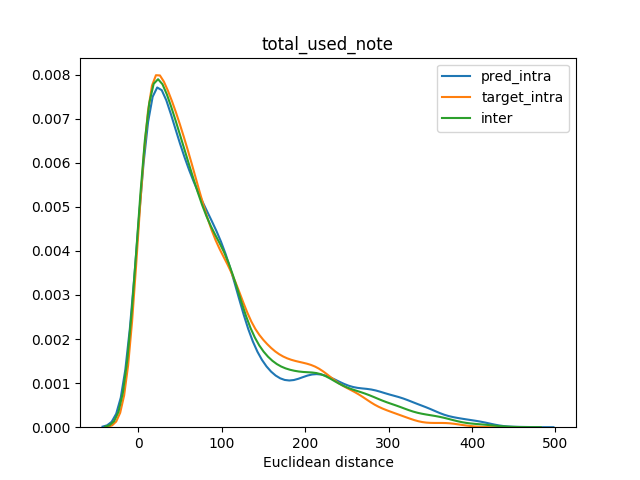 total_used_note
0.008
0.007
0.006
0.005
0.004
0.003
0.002
0.001
0.000
pred_intra
target_intra
inter
0 100 200 300 400 500
Euclidean distance